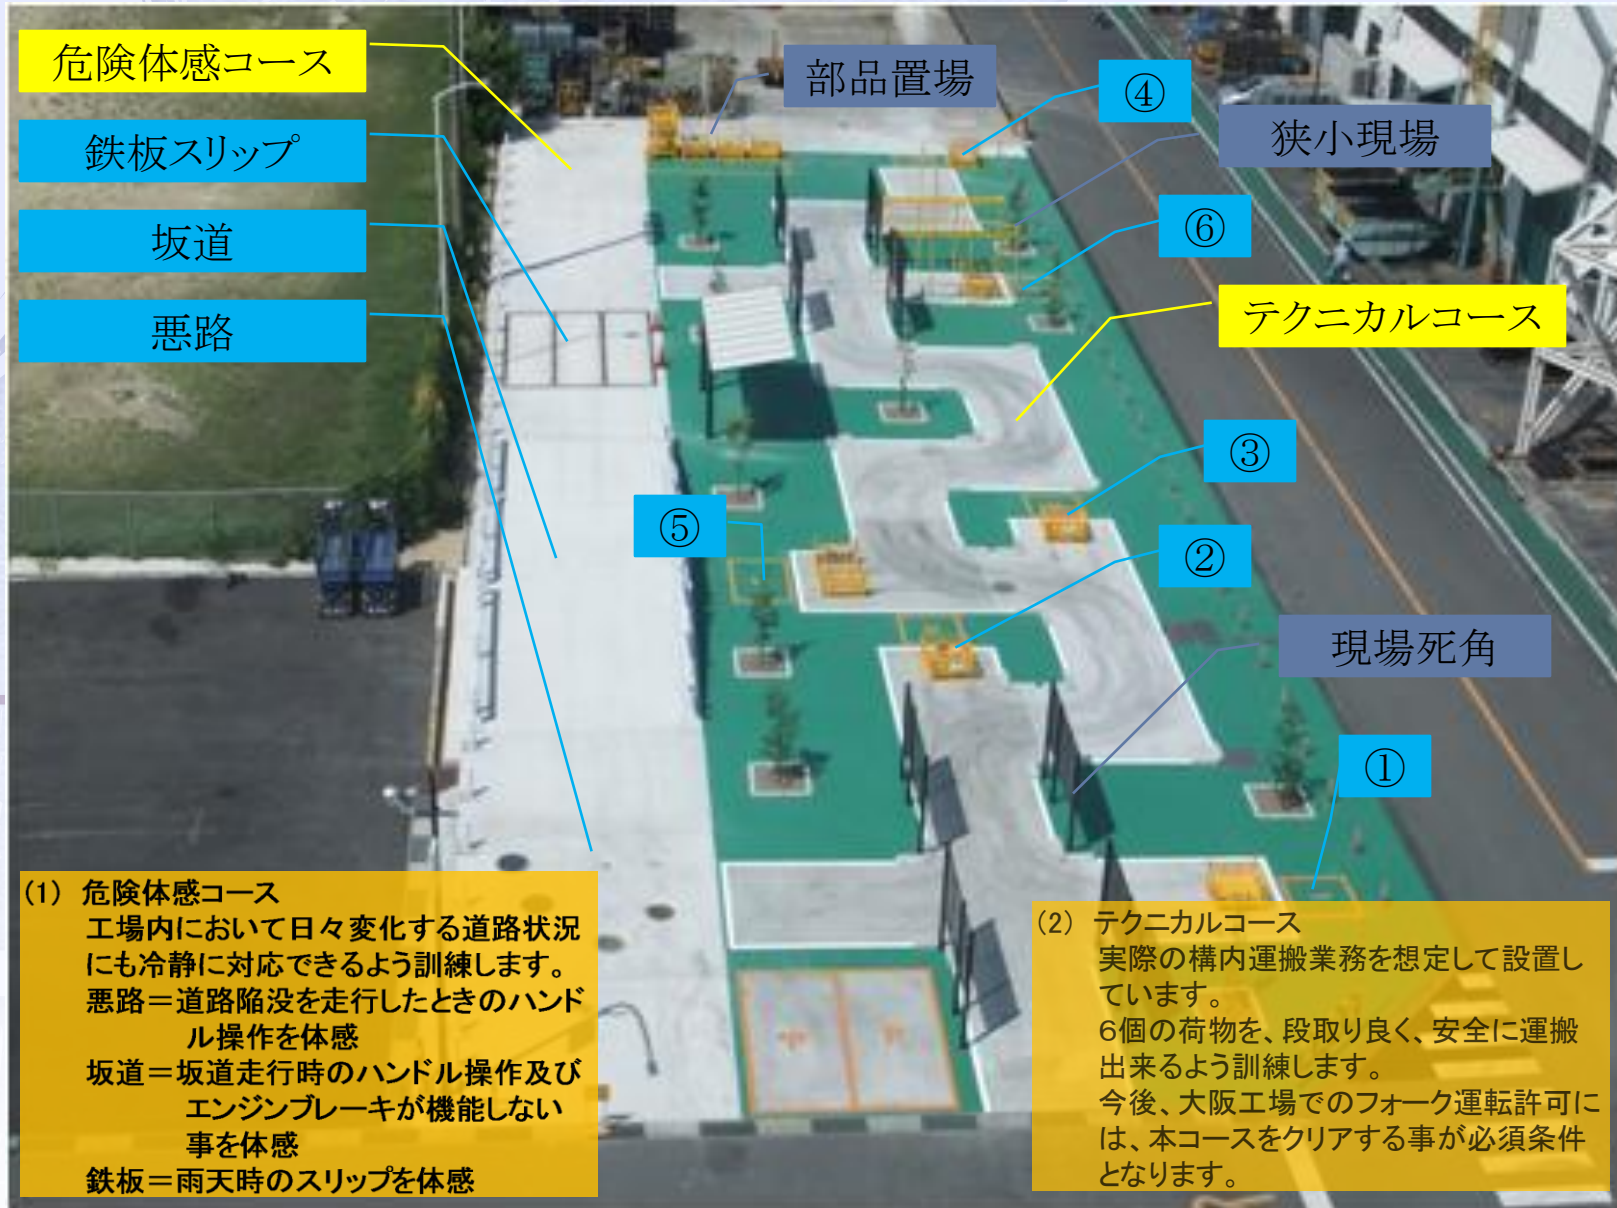 危険体感コース
部品置場
④
鉄板スリップ
狭小現場
坂道
⑥
悪路
テクニカルコース
③
⑤
②
現場死角
①
(1) 危険体感コース
工場内において日々変化する道路状況
にも冷静に対応できるよう訓練します。
悪路＝道路陥没を走行したときのハンド
ル操作を体感
坂道＝坂道走行時のハンドル操作及び
エンジンブレーキが機能しない
事を体感
鉄板＝雨天時のスリップを体感
(2) テクニカルコース
実際の構内運搬業務を想定して設置し
ています。
6個の荷物を、段取り良く、安全に運搬
出来るよう訓練します。
今後、大阪工場でのフォーク運転許可に
は、本コースをクリアする事が必須条件
となります。